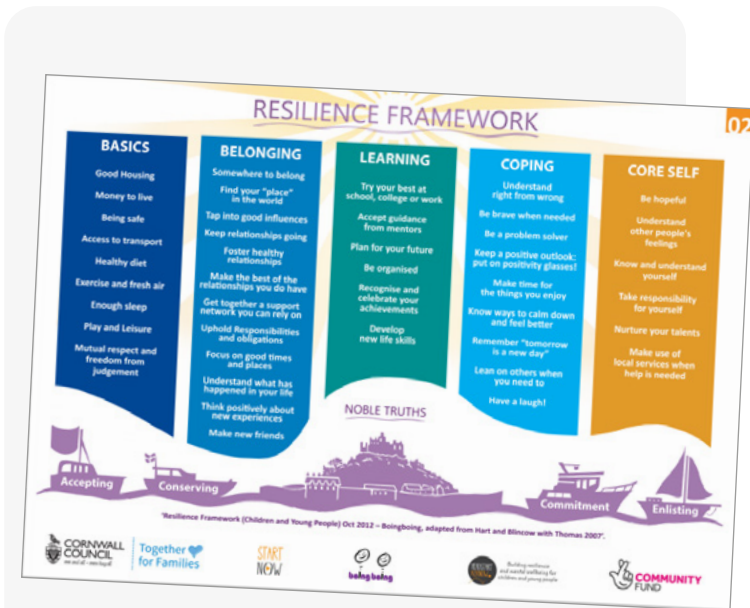 RESILIENCE FRAMEWORK
02
BASICS
Good Housing
Money to live
Being safe
Access to transport
Healthy diet
Exercise and fresh air
Enough sleep
Play and Leisure
Mutual respect and
freedom from
judgement
BELONGING
Somewhere to belong
Find your “place”
in the world
Tap into good influences
Keep relationships going
Foster healthy
relationships
Make the best of the
relationships you do have
Get together a support
network you can rely on
Uphold Responsibilities
and obligations
Focus on good times
and places
Understand what has
happened in your life
Think positively about
new experiences
Make new friends
LEARNING
Try your best at
school, college or work
Accept guidance
from mentors
Plan for your future
Be organised
Recognise and
celebrate your
achievements
Develop
new life skills
COPING
Understand
right from wrong
Be brave when needed
Be a problem solver
Keep a positive outlook:
put on positivity glasses!
Make time for
the things you enjoy
Know ways to calm down
and feel better
Remember “tomorrow
is a new day”
Lean on others when
you need to
Have a laugh!
CORE SELF
Be hopeful
Understand
other people's
feelings
Know and understand
yourself
Take responsibility
for yourself
Nurture your talents
Make use of
local services when
help is needed
NOBLE TRUTHS
Accepting
Conserving
Commitment
Enlisting
'Resilience Framework (Children and Young People) Oct 2012 – Boingboing, adapted from Hart and Blincow with Thomas 2007'.
CORNWALL
COUNCIL
Together
for Families
START
NOW
boingboing
Building resilience
and mental wellbeing for
children and young people
COMMUNITY
FUND